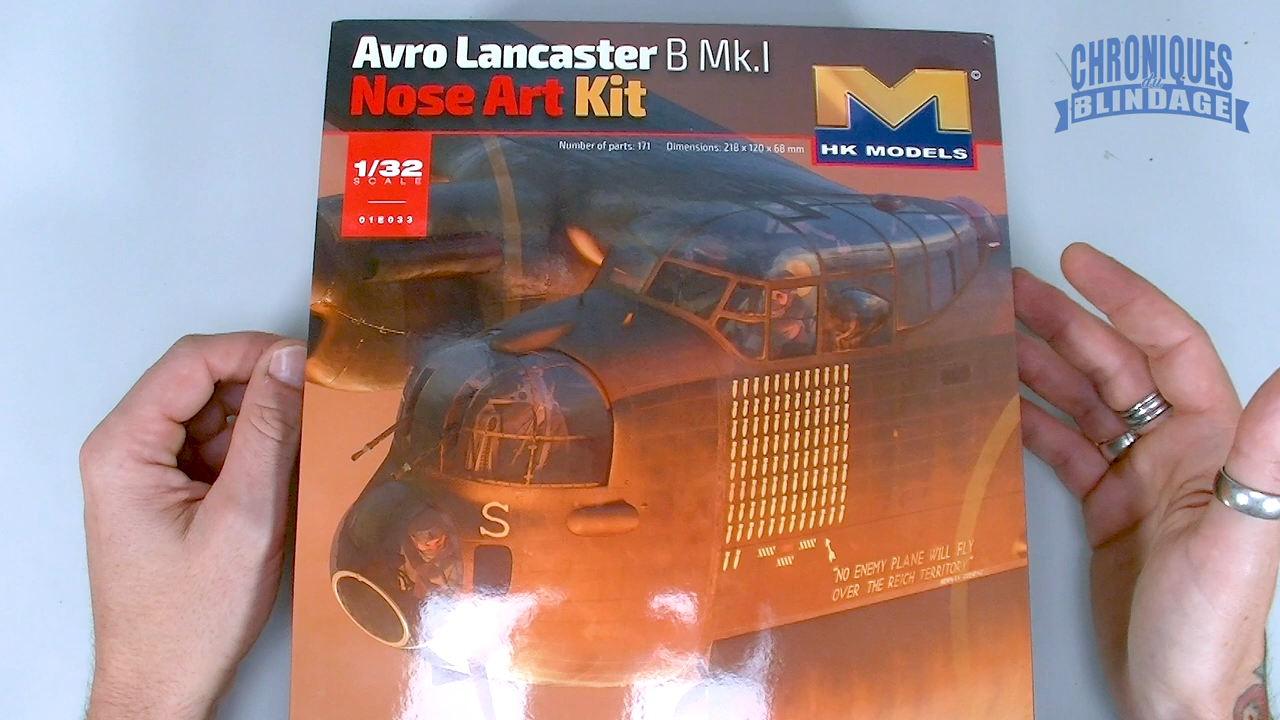 Avro Lancaster B Mk.I
Nose Art Kit
Number of parts: 171 Dimensions: 218 x 120 x 68 mm
©
HK MODELS
1/32
SCALE
01E033
S
"NO ENEMY PLANE WILL FLY
OVER THE REICH TERRITORY"
CHRONIQUES
du
BLINDAGE